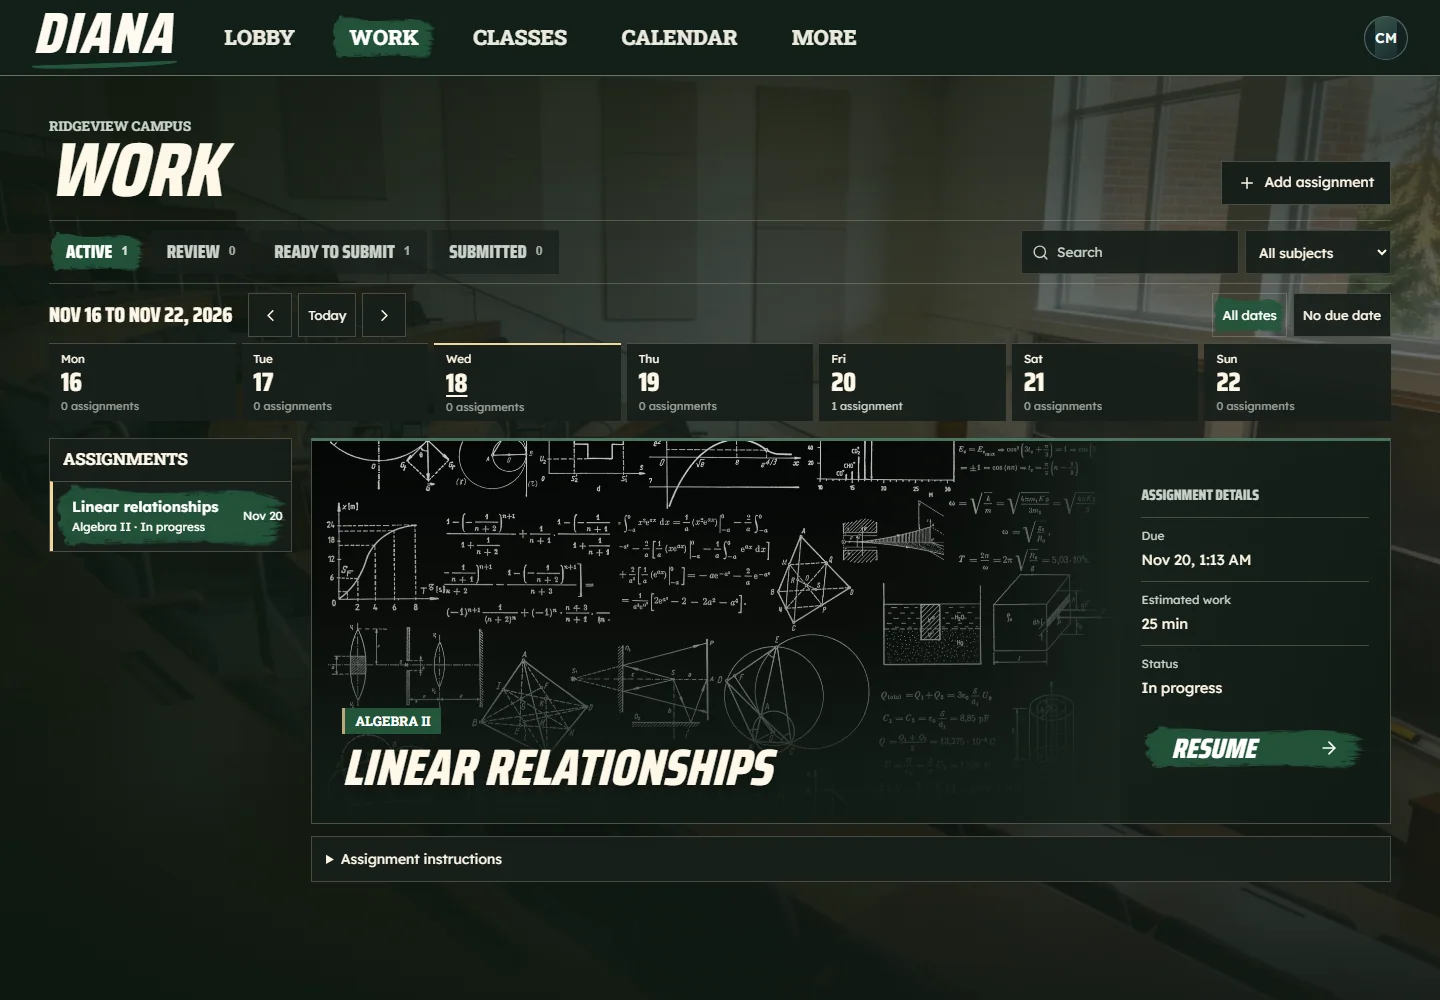 DIANA
LOBBY
WORK
CLASSES
CALENDAR
MORE
CM
RIDGEVIEW CAMPUS
WORK
+ Add assignment
ACTIVE 1
REVIEW 0
READY TO SUBMIT 1
SUBMITTED 0
Search
All subjects
NOV 16 TO NOV 22, 2026
Today
All dates
No due date
Mon
16
0 assignments
Tue
17
0 assignments
Wed
18
0 assignments
Thu
19
0 assignments
Fri
20
1 assignment
Sat
21
0 assignments
Sun
22
0 assignments
ASSIGNMENTS
Linear relationships
Algebra II · In progress
Nov 20
ALGEBRA II
LINEAR RELATIONSHIPS
ASSIGNMENT DETAILS
Due
Nov 20, 1:13 AM
Estimated work
25 min
Status
In progress
RESUME
Assignment instructions